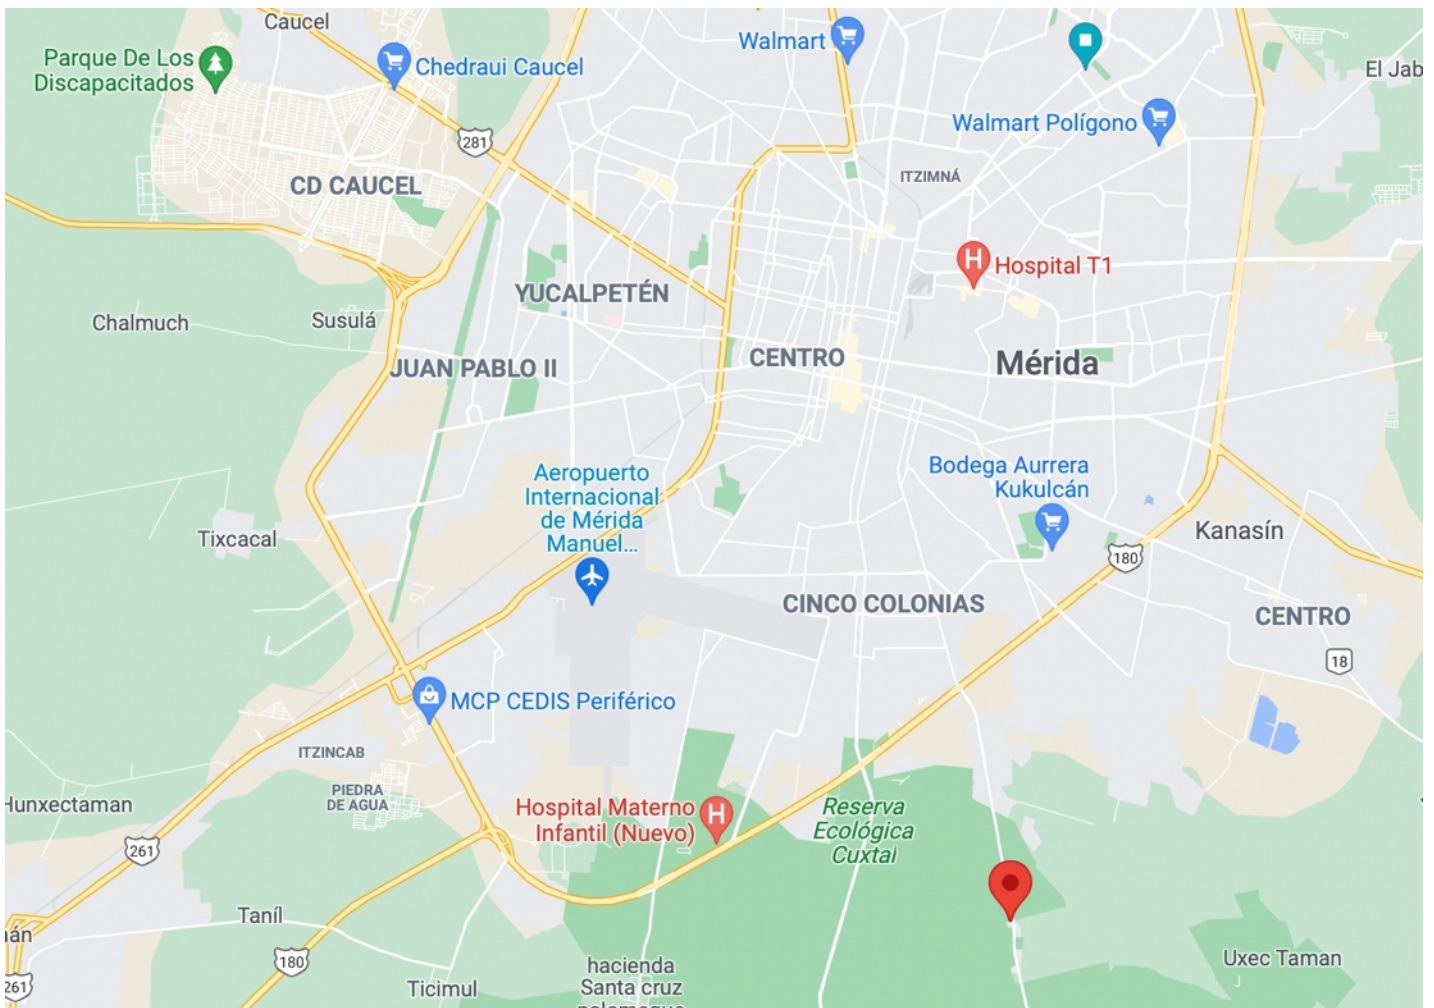 Caucel
Parque De Los
Discapacitados
Chedraui Caucel
Walmart
El Jab
Walmart Polígono
281
ITZIMNÁ
CD CAUCEL
Hospital T1
YUCALPETÉN
Chalmuch
Susulá
CENTRO
Mérida
JUAN PABLO II
Aeropuerto
Internacional
de Mérida
Manuel...
Bodega Aurrera
Kukulcán
Tixcacal
Kanasín
180
CINCO COLONIAS
CENTRO
18
MCP CEDIS Periférico
ITZINCAB
PIEDRA
DE AGUA
Hunxectaman
Hospital Materno
Infantil (Nuevo)
Reserva
Ecológica
Cuxtal
261
Taníl
án
180
Uxec Taman
hacienda
Santa cruz
palomeque
261
Ticimul